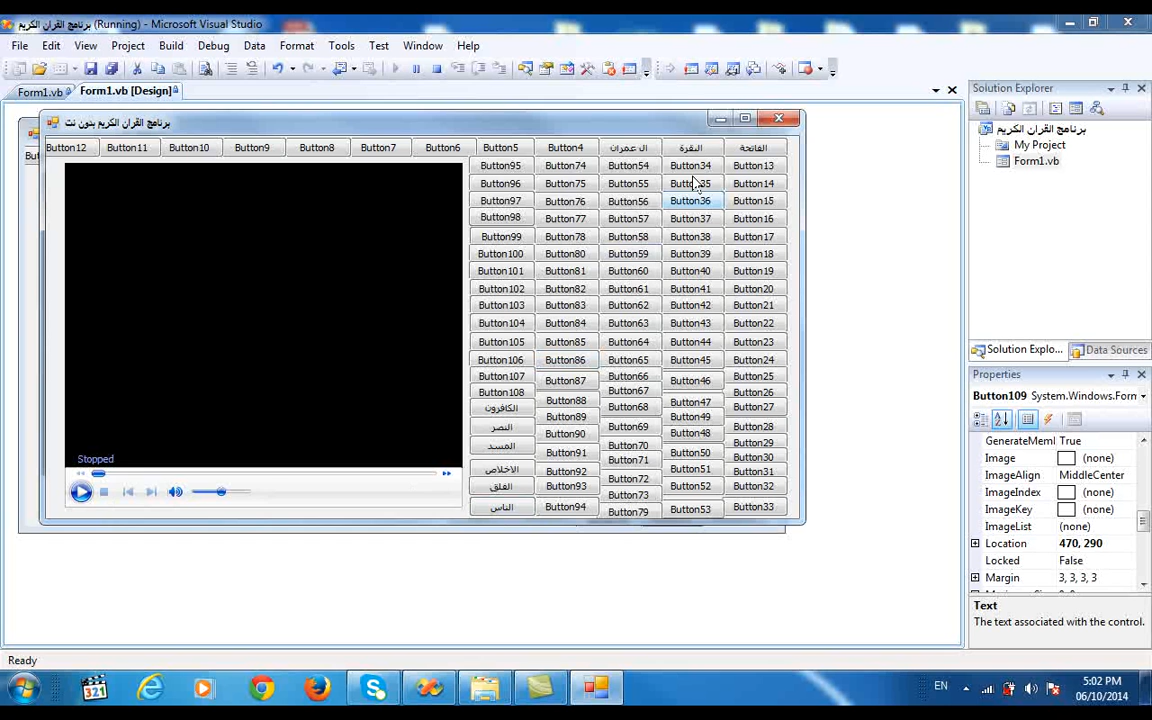 برنامج القران الكريم (Running) - Microsoft Visual Studio
File Edit View Project Build Debug Data Format Tools Test Window Help
Form1.vb Form1.vb [Design]
برنامج القران الكريم بدون نت
Button12 Button11 Button10 Button9 Button8 Button7 Button6 Button5 Button4 ال عمران البقرة الفاتحة
Button95 Button74 Button54 Button34 Button13
Button96 Button75 Button55 Button35 Button14
Button97 Button76 Button56 Button36 Button15
Button98 Button77 Button57 Button37 Button16
Button99 Button78 Button58 Button38 Button17
Button100 Button80 Button59 Button39 Button18
Button101 Button81 Button60 Button40 Button19
Button102 Button82 Button61 Button41 Button20
Button103 Button83 Button62 Button42 Button21
Button104 Button84 Button63 Button43 Button22
Button105 Button85 Button64 Button44 Button23
Button106 Button86 Button65 Button45 Button24
Button107 Button87 Button66 Button46 Button25
Button108 Button88 Button67 Button47 Button26
الكافرون Button89 Button68 Button49 Button27
النصر Button90 Button69 Button48 Button28
المسد Button91 Button70 Button50 Button29
Button71 Button30
الاخلاص Button92 Button72 Button51 Button31
الفلق Button93 Button73 Button52 Button32
الناس Button94 Button79 Button53 Button33
Stopped
Solution Explorer
برنامج القران الكريم
My Project
Form1.vb
Solution Explo... Data Sources
Properties
Button109 System.Windows.Form
GenerateMeml True
Image (none)
ImageAlign MiddleCenter
ImageIndex (none)
ImageKey (none)
ImageList (none)
Location 470, 290
Locked False
Margin 3, 3, 3, 3
Text
The text associated with the control.
Ready
321
EN
5:02 PM
06/10/2014